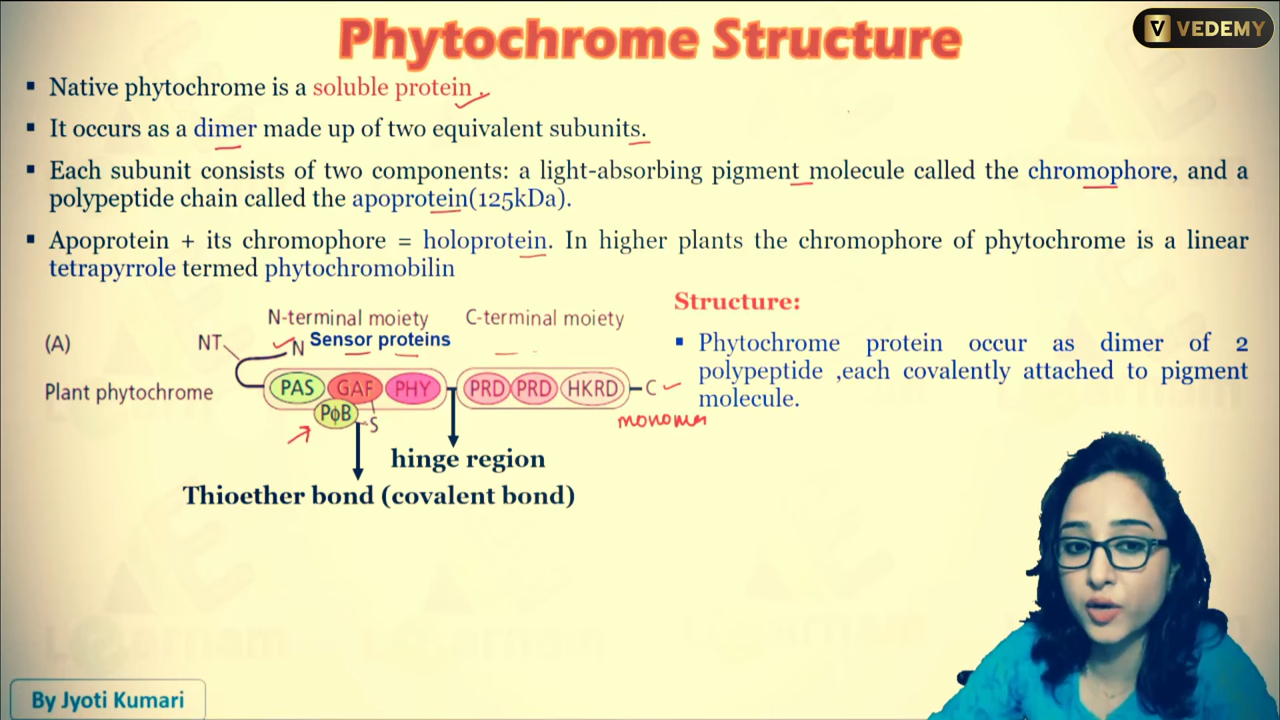 Phytochrome Structure
VEDEMY
▪ Native phytochrome is a soluble protein.
▪ It occurs as a dimer made up of two equivalent subunits.
▪ Each subunit consists of two components: a light-absorbing pigment molecule called the chromophore, and a
polypeptide chain called the apoprotein(125kDa).
▪ Apoprotein + its chromophore = holoprotein. In higher plants the chromophore of phytochrome is a linear
tetrapyrrole termed phytochromobilin
N-terminal moiety C-terminal moiety
(A) NT N Sensor proteins
Plant phytochrome PAS GAF PHY PRD PRD HKRD C
PϕB S
monomer
hinge region
Thioether bond (covalent bond)
Structure:
▪ Phytochrome protein occur as dimer of 2
polypeptide ,each covalently attached to pigment
molecule.
By Jyoti Kumari